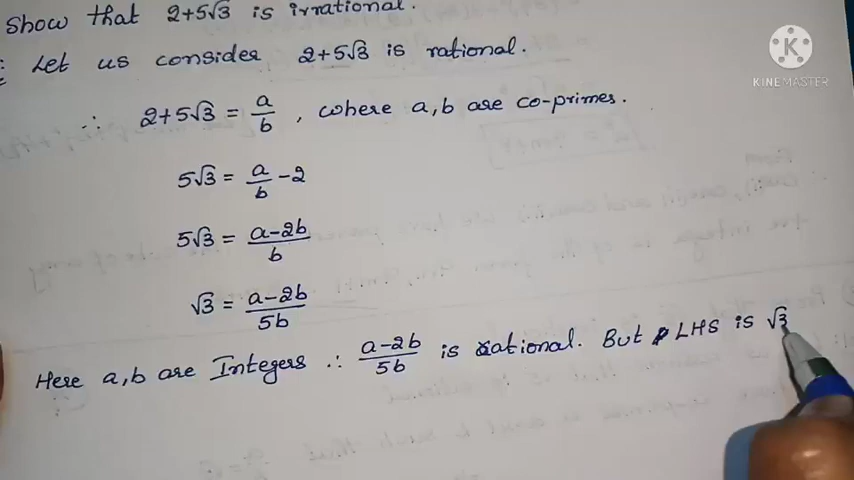 Show that 2+5√3 is irrational.
: Let us consider 2+5√3 is rational.
∴ 2+5√3 = a/b , where a,b are co-primes.
5√3 = a/b - 2
5√3 = a-2b/b
√3 = a-2b/5b
Here a,b are Integers ∴ a-2b/5b is rational. But LHS is √3
K
KINEMASTER